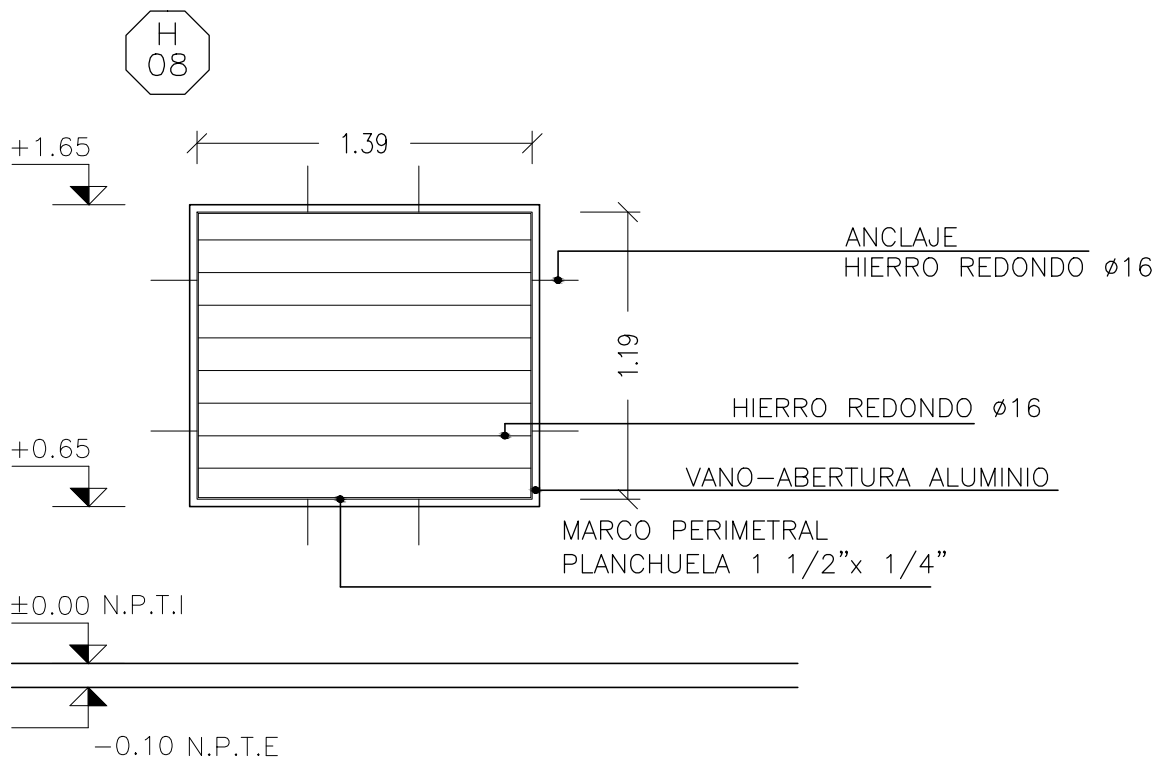 H
08
+1.65
1.39
ANCLAJE
HIERRO REDONDO ø16
1.19
HIERRO REDONDO ø16
+0.65
VANO-ABERTURA ALUMINIO
MARCO PERIMETRAL
PLANCHUELA 1 1/2”x 1/4”
±0.00 N.P.T.I
-0.10 N.P.T.E